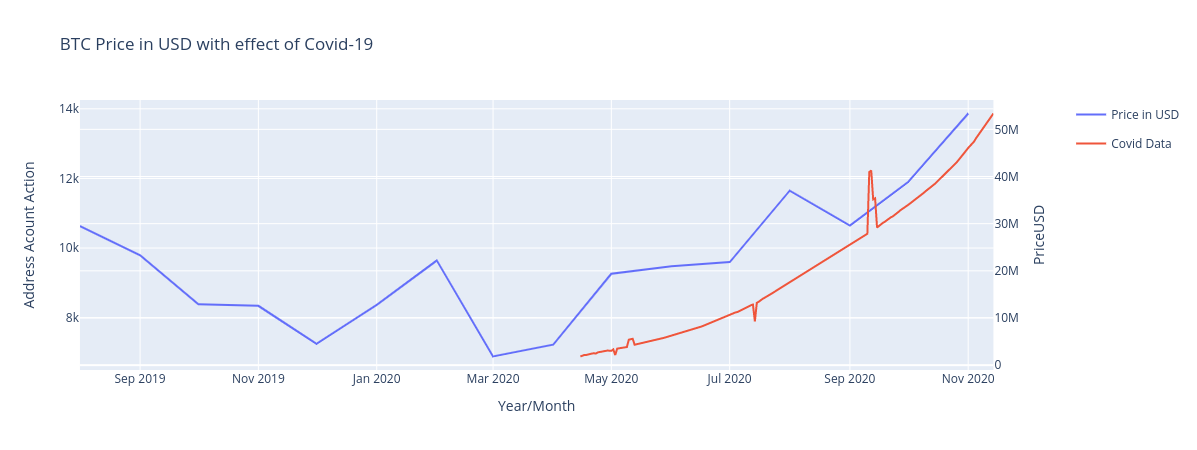 BTC Price in USD with effect of Covid-19
14k
12k
10k
8k
Address Acount Action
50M
40M
30M
20M
10M
0
PriceUSD
Sep 2019
Nov 2019
Jan 2020
Mar 2020
May 2020
Jul 2020
Sep 2020
Nov 2020
Year/Month
Price in USD
Covid Data